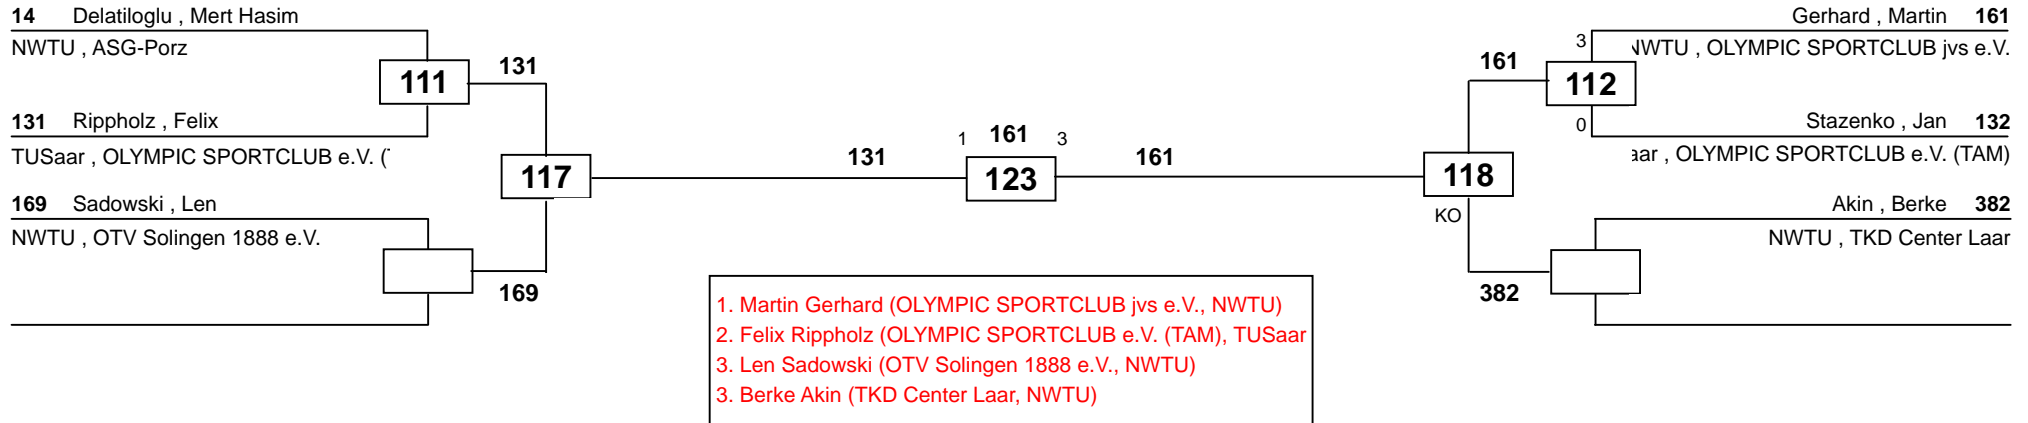 14 Delatiloglu , Mert Hasim
NWTU , ASG-Porz
111
131
131 Rippholz , Felix
TUSaar , OLYMPIC SPORTCLUB e.V. (
117
169 Sadowski , Len
NWTU , OTV Solingen 1888 e.V.
169
131
1 161 3
123
161
Gerhard , Martin 161
NWTU , OLYMPIC SPORTCLUB jvs e.V.
3
161
112
0
Stazenko , Jan 132
aar , OLYMPIC SPORTCLUB e.V. (TAM)
118
KO
Akin , Berke 382
NWTU , TKD Center Laar
382
1. Martin Gerhard (OLYMPIC SPORTCLUB jvs e.V., NWTU)
2. Felix Rippholz (OLYMPIC SPORTCLUB e.V. (TAM), TUSaar
3. Len Sadowski (OTV Solingen 1888 e.V., NWTU)
3. Berke Akin (TKD Center Laar, NWTU)